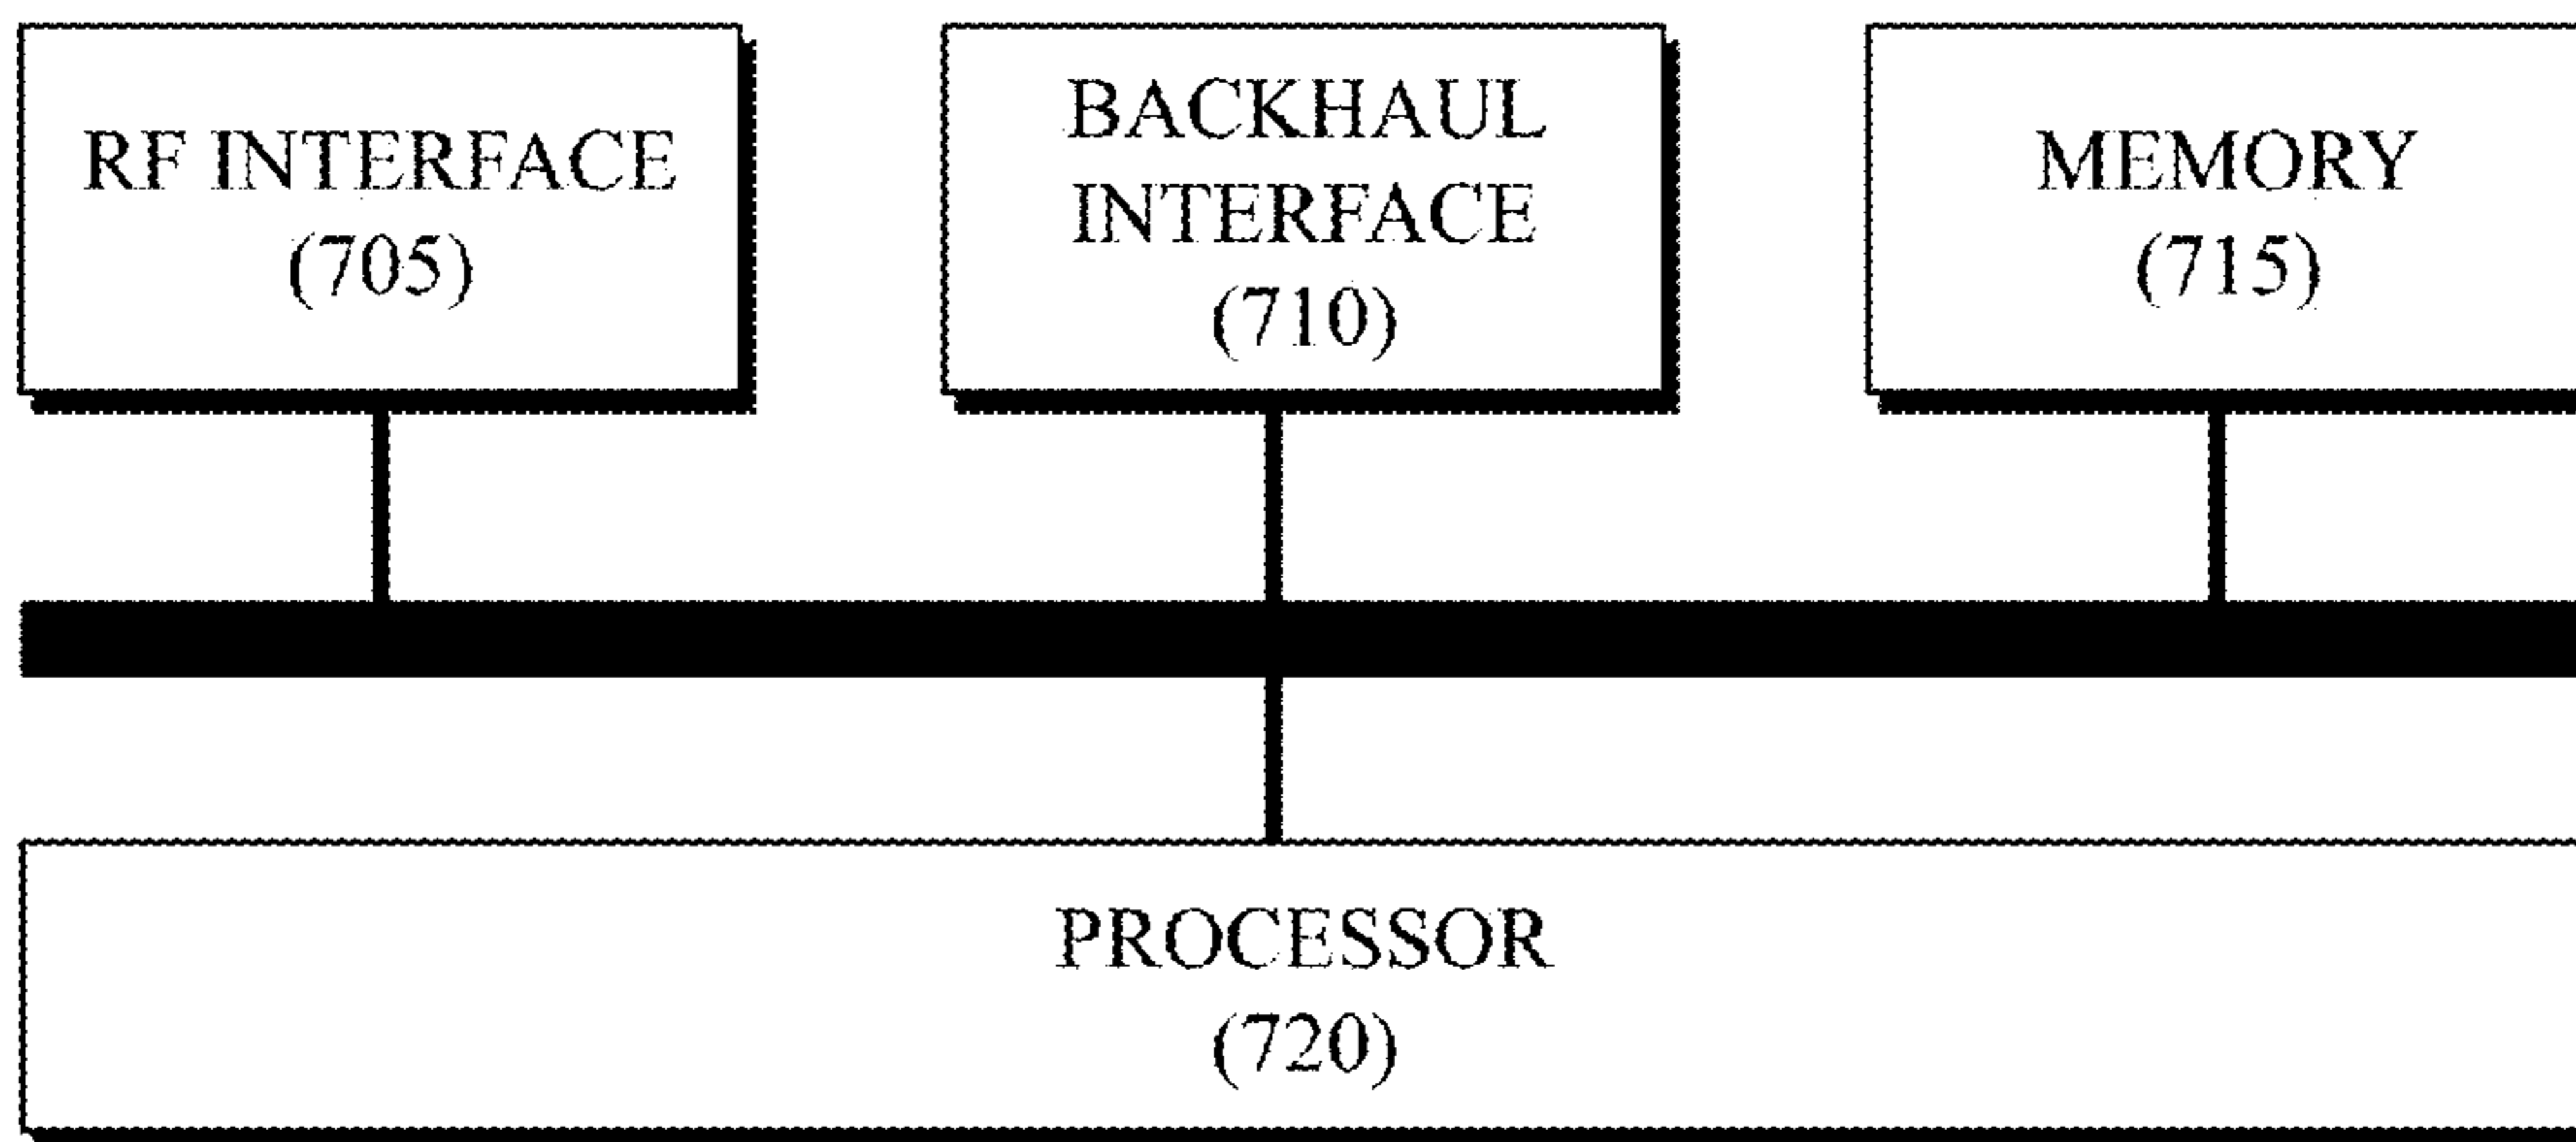 RF INTERFACE
(705)
BACKHAUL
INTERFACE
(710)
MEMORY
(715)
PROCESSOR
(720)